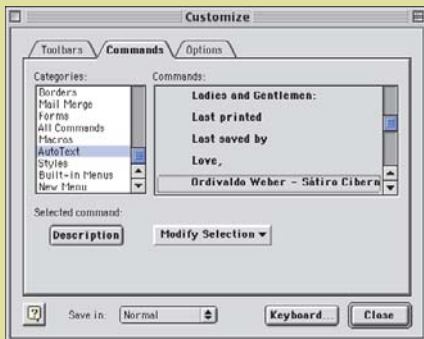 Customize
Toolbars Commands Options
Categories:
Borders
Mail Merge
Forms
All Commands
Macros
AutoText
Styles
Built-in Menus
New Menu
Commands:
Ladies and Gentlemen:
Last printed
Last saved by
Love,
Ordivaldo Weber - Sátiro Cibern
Selected command:
Description Modify Selection
? Save in: Normal Keyboard... Close